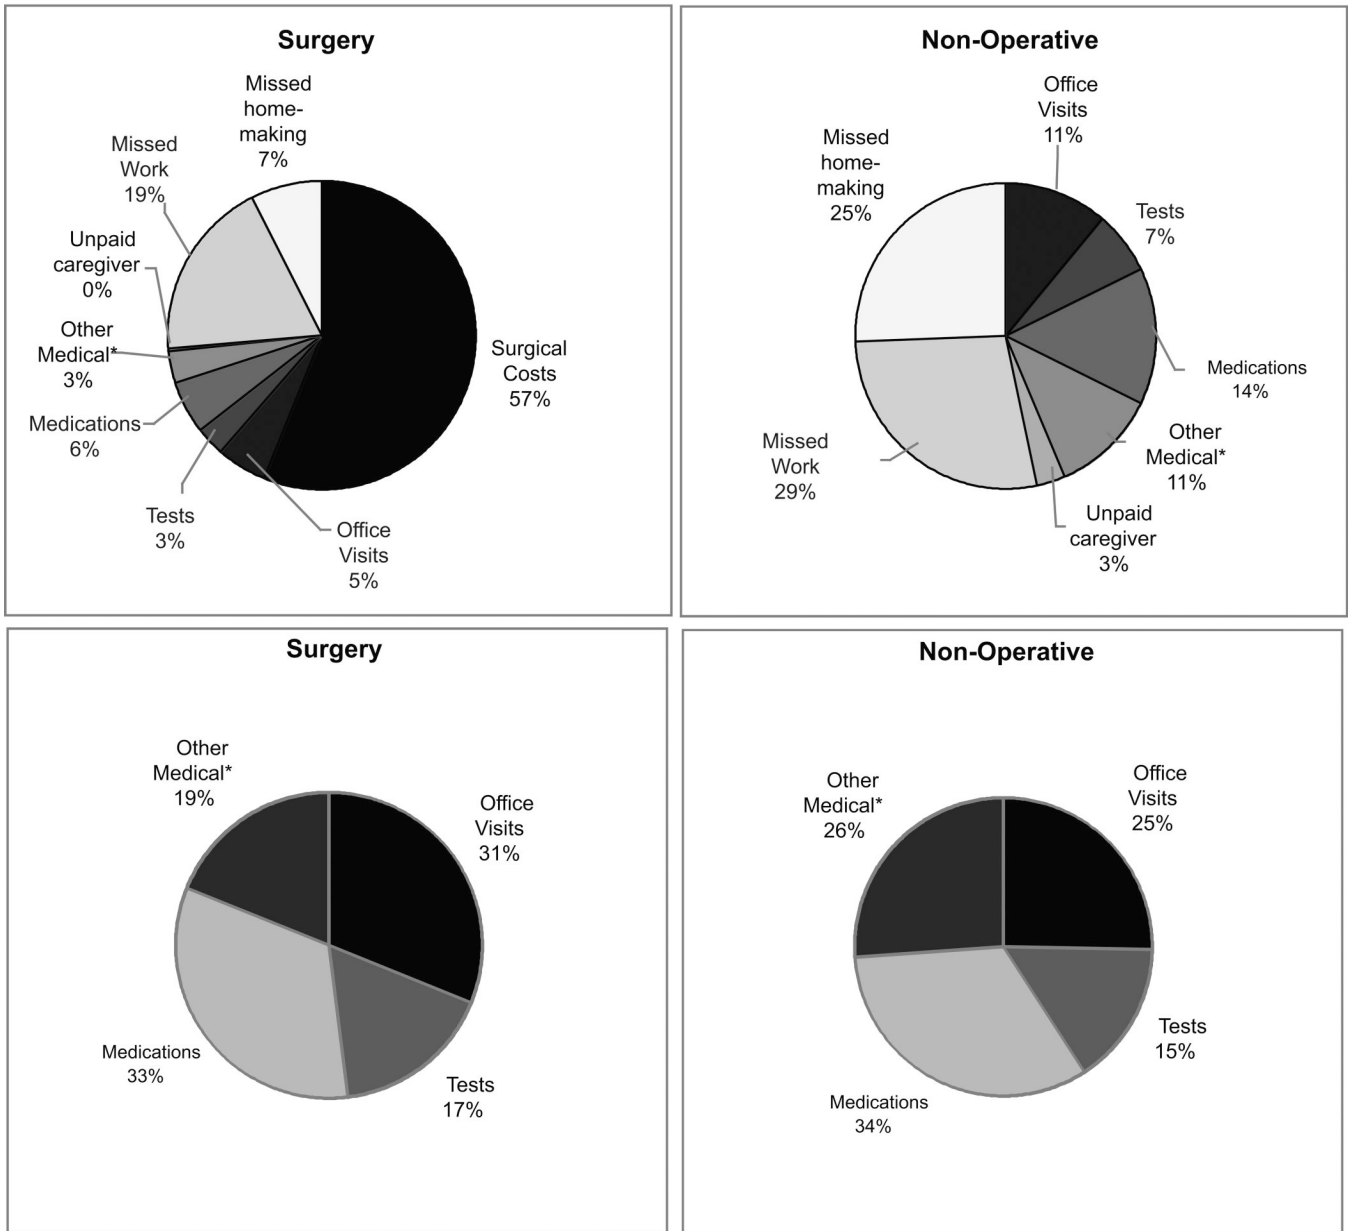 Surgery
Missed
home-
making
7%
Missed
Work
19%
Unpaid
caregiver
0%
Other
Medical*
3%
Medications
6%
Tests
3%
Office
Visits
5%
Surgical
Costs
57%
Non-Operative
Office
Visits
11%
Missed
home-
making
25%
Tests
7%
Medications
14%
Other
Medical*
11%
Missed
Work
29%
Unpaid
caregiver
3%
Surgery
Other
Medical*
19%
Office
Visits
31%
Medications
33%
Tests
17%
Non-Operative
Other
Medical*
26%
Office
Visits
25%
Tests
15%
Medications
34%